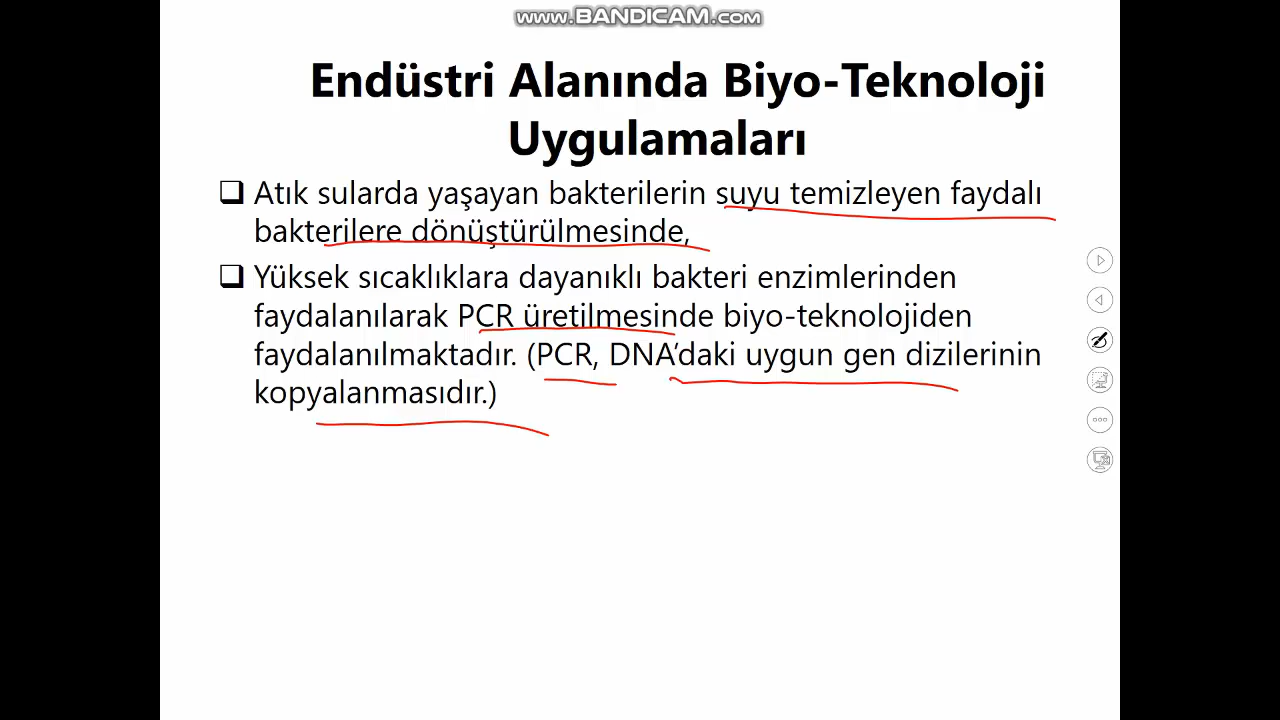 www.BANDICAM.com
Endüstri Alanında Biyo-Teknoloji
Uygulamaları
Atık sularda yaşayan bakterilerin suyu temizleyen faydalı
bakterilere dönüştürülmesinde,
Yüksek sıcaklıklara dayanıklı bakteri enzimlerinden
faydalanılarak PCR üretilmesinde biyo-teknolojiden
faydalanılmaktadır. (PCR, DNA’daki uygun gen dizilerinin
kopyalanmasıdır.)